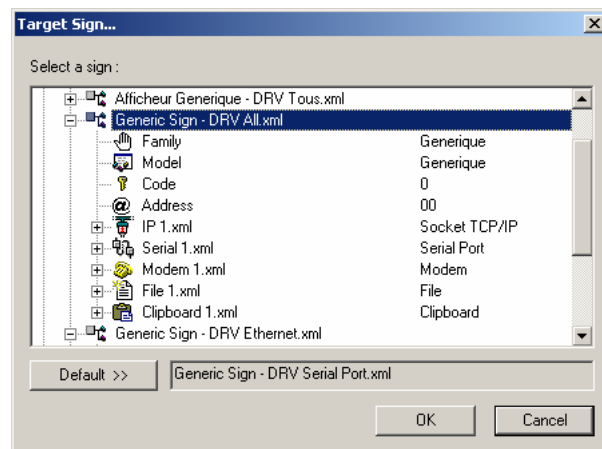 Target Sign...
Select a sign :
Afficheur Generique - DRV Tous.xml
Generic Sign - DRV All.xml
Family Generique
Model Generique
Code 0
Address 00
IP 1.xml Socket TCP/IP
Serial 1.xml Serial Port
Modem 1.xml Modem
File 1.xml File
Clipboard 1.xml Clipboard
Generic Sign - DRV Ethernet.xml
Default >> Generic Sign - DRV Serial Port.xml
OK Cancel